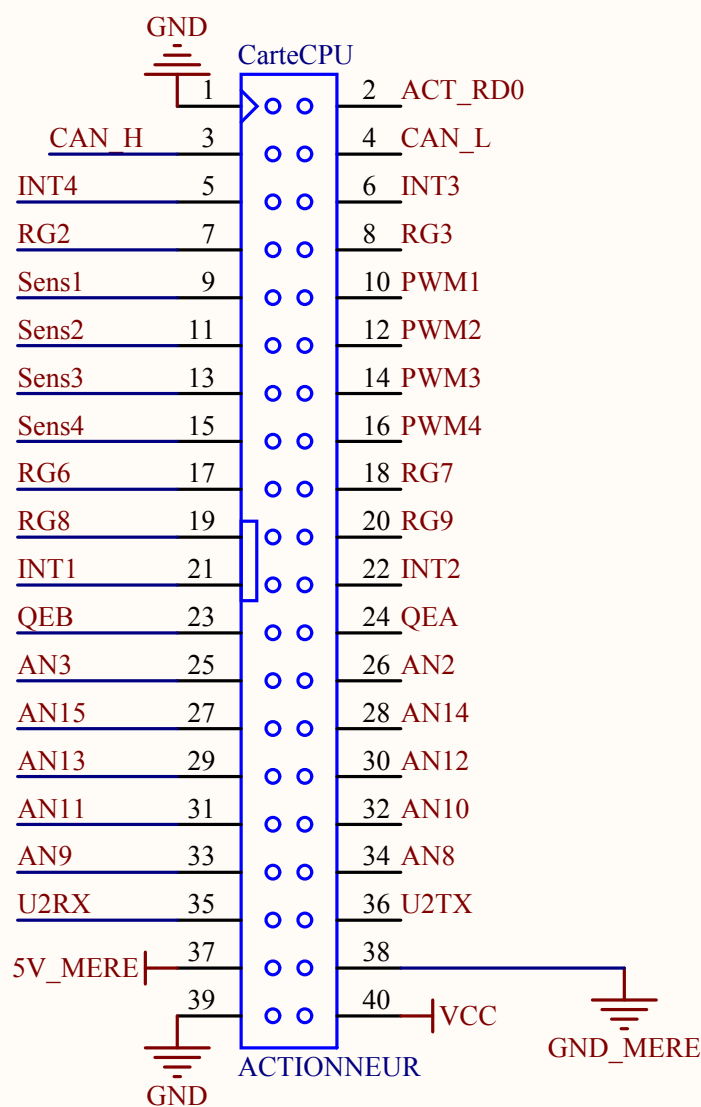 GND
CarteCPU
1 2 ACT_RD0
CAN_H 3 4 CAN_L
INT4 5 6 INT3
RG2 7 8 RG3
Sens1 9 10 PWM1
Sens2 11 12 PWM2
Sens3 13 14 PWM3
Sens4 15 16 PWM4
RG6 17 18 RG7
RG8 19 20 RG9
INT1 21 22 INT2
QEB 23 24 QEA
AN3 25 26 AN2
AN15 27 28 AN14
AN13 29 30 AN12
AN11 31 32 AN10
AN9 33 34 AN8
U2RX 35 36 U2TX
5V_MERE 37 38
39 40 VCC
GND_MERE
ACTIONNEUR
GND